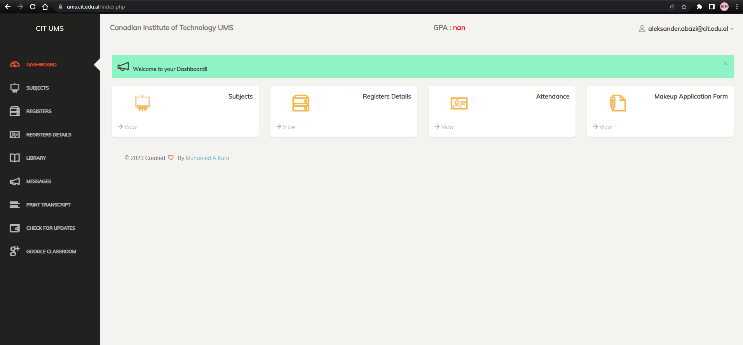 ums.cit.edu.al/index.php
CIT UMS
Canadian Institute of Technology UMS
GPA : nan
aleksander.abazi@cit.edu.al
DASHBOARD
SUBJECTS
REGISTERS
REGISTERS DETAILS
LIBRARY
MESSAGES
PRINT TRANSCRIPT
CHECK FOR UPDATES
GOOGLE CLASSROOM
Welcome to your Dashboard!
Subjects
View
Registers Details
View
Attendance
View
Makeup Application Form
View
© 2023 Created By Muhamed A.Kura